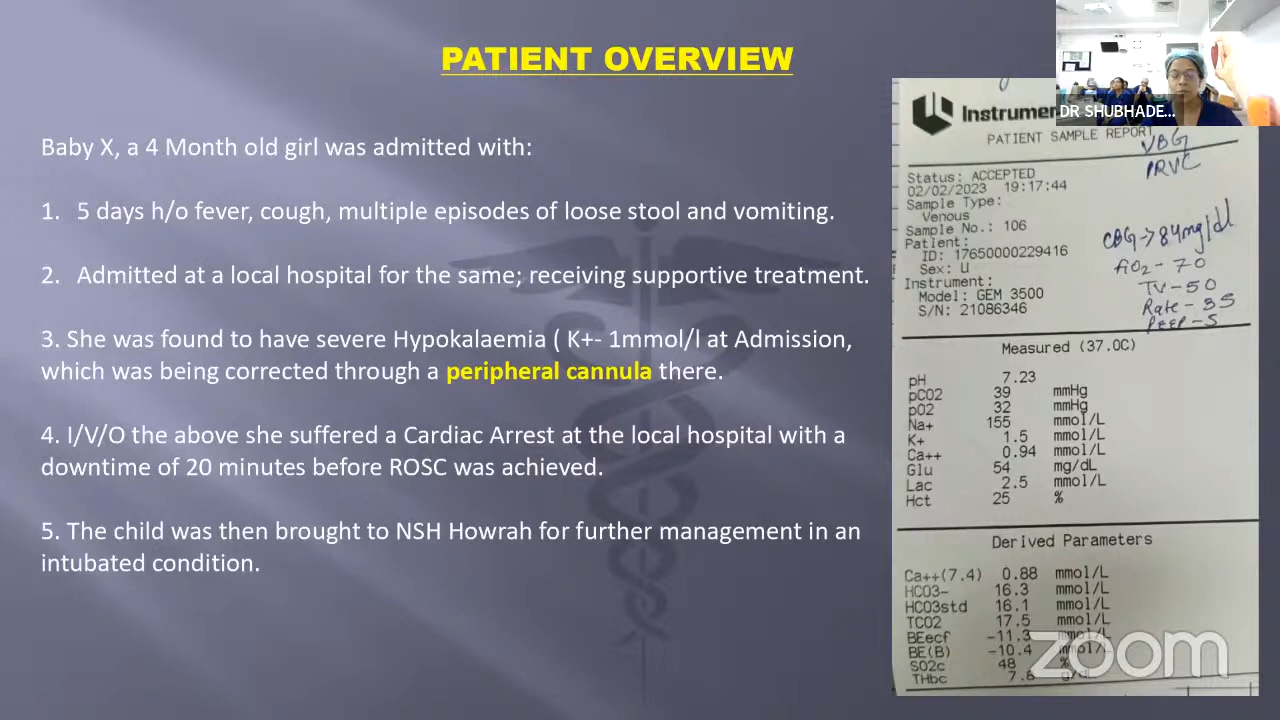 PATIENT OVERVIEW
Baby X, a 4 Month old girl was admitted with:
1. 5 days h/o fever, cough, multiple episodes of loose stool and vomiting.
2. Admitted at a local hospital for the same; receiving supportive treatment.
3. She was found to have severe Hypokalaemia ( K+- 1mmol/l at Admission,
which was being corrected through a peripheral cannula there.
4. I/V/O the above she suffered a Cardiac Arrest at the local hospital with a
downtime of 20 minutes before ROSC was achieved.
5. The child was then brought to NSH Howrah for further management in an
intubated condition.
DR SHUBHADE...
Instrumen
PATIENT SAMPLE REPORT
VBG
PRVC
Status: ACCEPTED
02/02/2023 19:17:44
Sample Type:
Venous
Sample No.: 106
Patient:
ID: 17650000229416
Sex: U
Instrument:
Model: GEM 3500
S/N: 21086346
CBG→84mg/dl
FiO2-70
TV-50
Rate-35
PEEP-5
Measured (37.0C)
pH 7.23
pCO2 39 mmHg
pO2 32 mmHg
Na+ 155 mmol/L
K+ 1.5 mmol/L
Ca++ 0.94 mmol/L
Glu 54 mg/dL
Lac 2.5 mmol/L
Hct 25 %
Derived Parameters
Ca++(7.4) 0.88 mmol/L
HCO3- 16.3 mmol/L
HCO3std 16.1 mmol/L
TCO2 17.5 mmol/L
BEecf -11.3 mmol/L
BE(B) -10.4 mmol/L
SO2c 48 %
THbc 7.8 g/dL
zoom